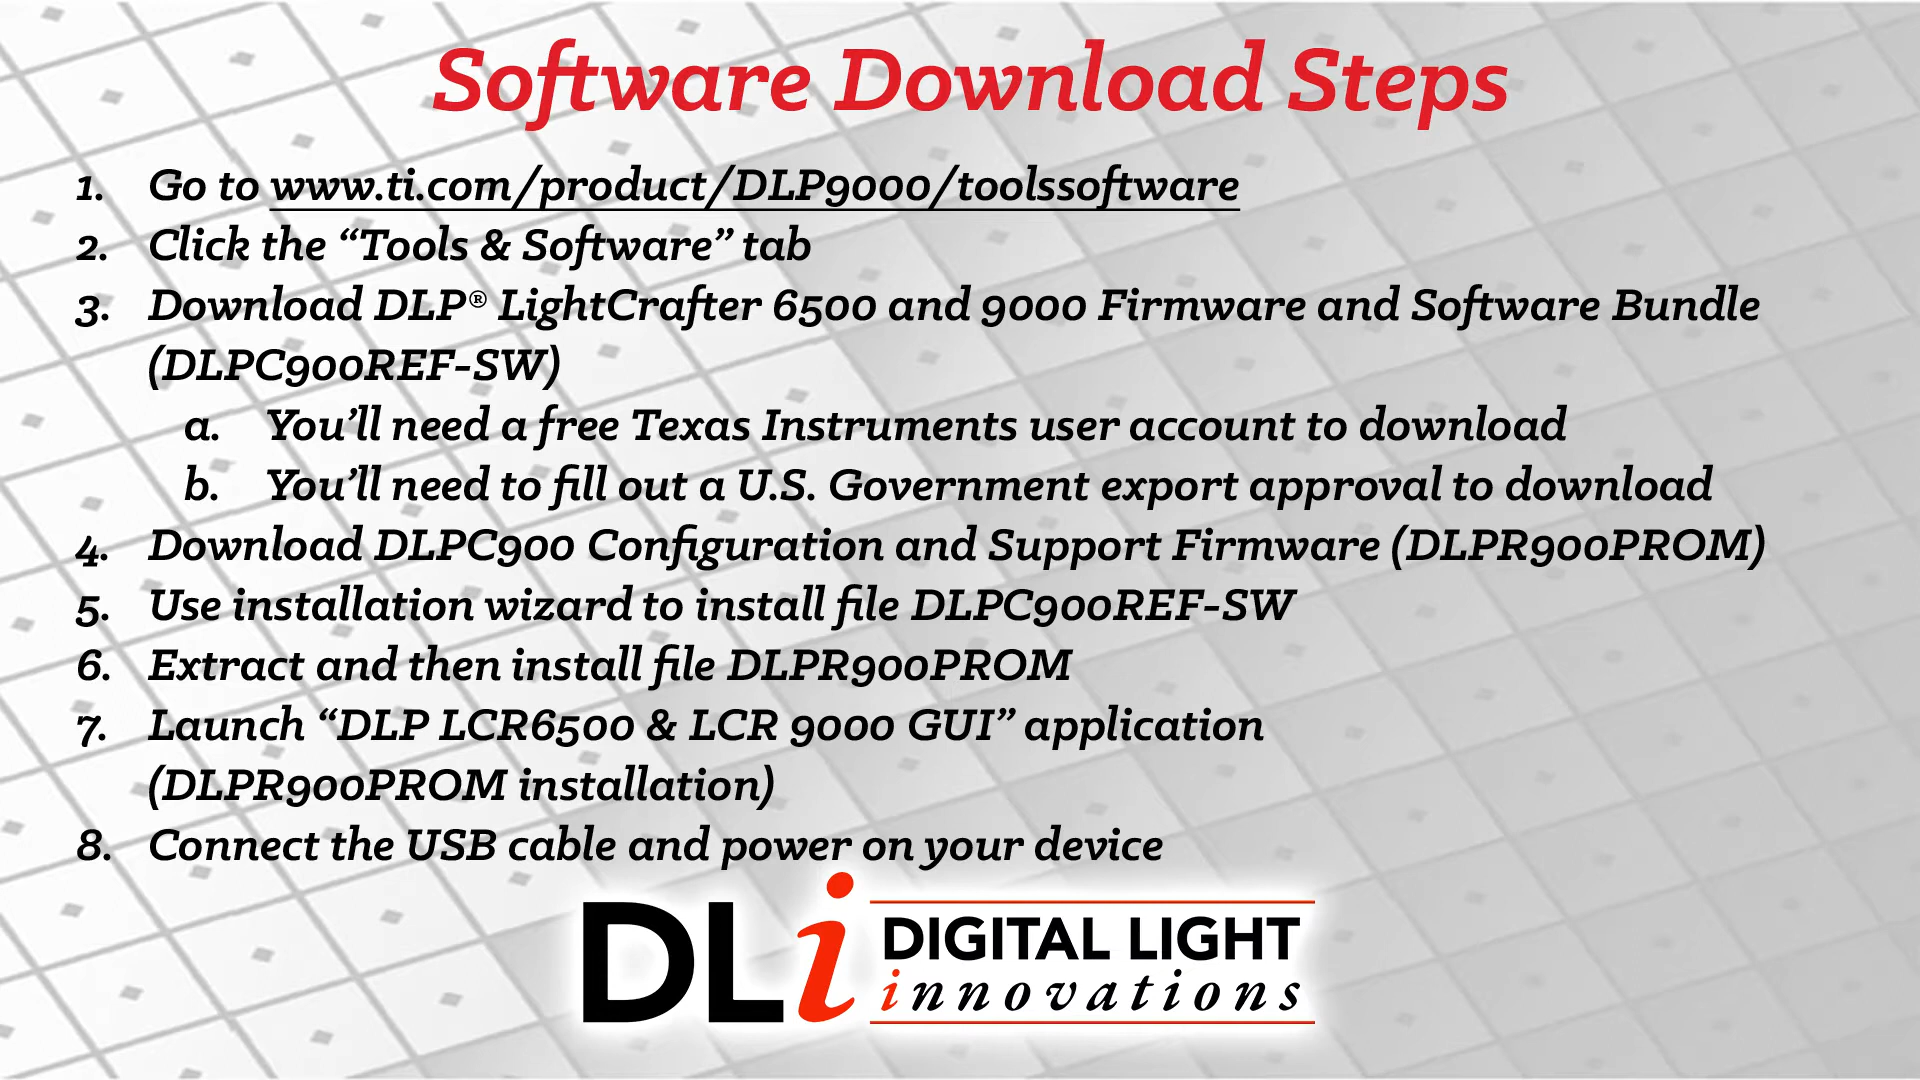 Software Download Steps
1. Go to www.ti.com/product/DLP9000/toolssoftware
2. Click the “Tools & Software” tab
3. Download DLP® LightCrafter 6500 and 9000 Firmware and Software Bundle
(DLPC900REF-SW)
a. You’ll need a free Texas Instruments user account to download
b. You’ll need to fill out a U.S. Government export approval to download
4. Download DLPC900 Configuration and Support Firmware (DLPR900PROM)
5. Use installation wizard to install file DLPC900REF-SW
6. Extract and then install file DLPR900PROM
7. Launch “DLP LCR6500 & LCR 9000 GUI” application
(DLPR900PROM installation)
8. Connect the USB cable and power on your device
DLi
DIGITAL LIGHT
innovations